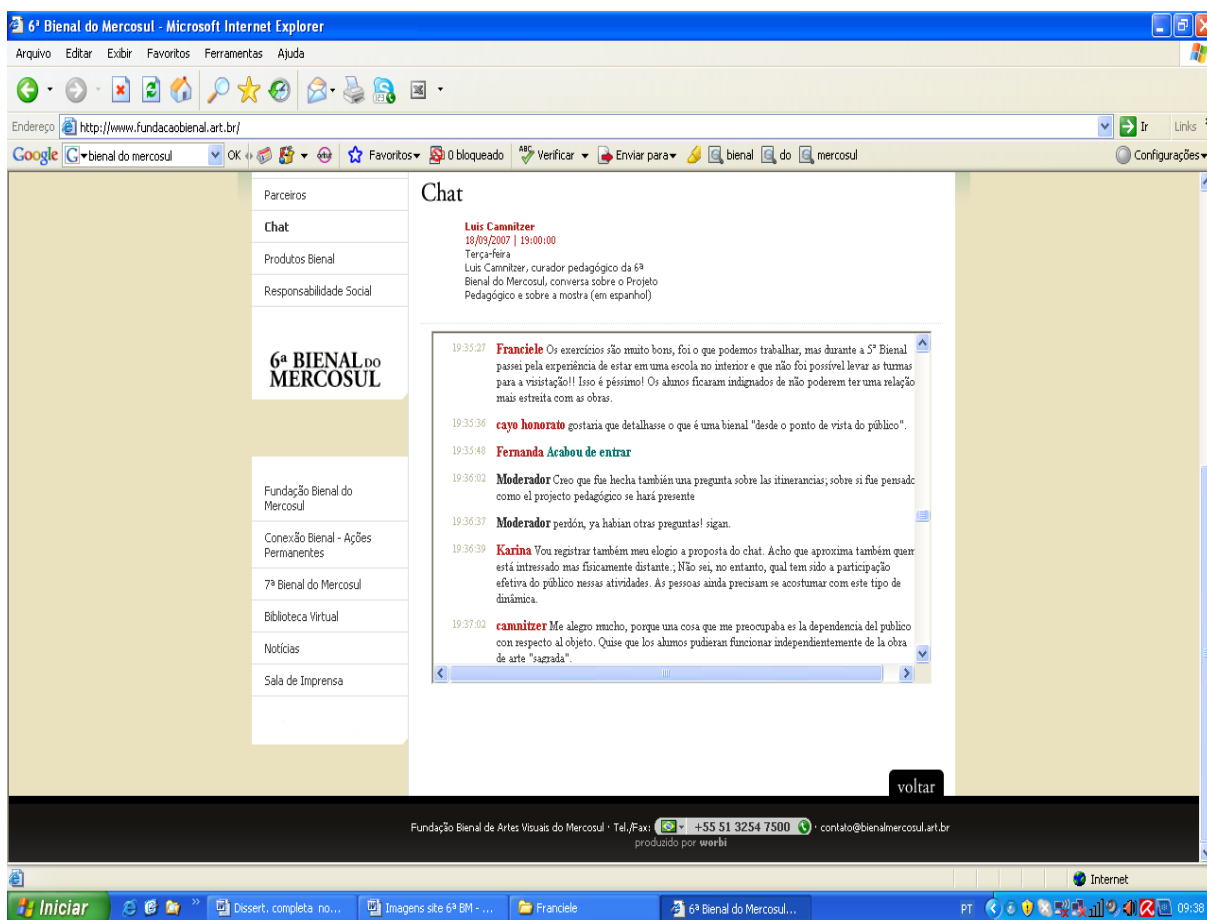 6ª Bienal do Mercosul - Microsoft Internet Explorer
Arquivo Editar Exibir Favoritos Ferramentas Ajuda
Endereço http://www.fundacaobienal.art.br/ Ir Links
Google bienal do mercosul OK Favoritos 0 bloqueado Verificar Enviar para bienal do mercosul Configurações
Parceiros
Chat
Produtos Bienal
Responsabilidade Social
6ª BIENAL DO
MERCOSUL
Fundação Bienal do
Mercosul
Conexão Bienal - Ações
Permanentes
7ª Bienal do Mercosul
Biblioteca Virtual
Notícias
Sala de Imprensa
Chat
Luis Camnitzer
18/09/2007 | 19:00:00
Terça-feira
Luis Camnitzer, curador pedagógico da 6ª
Bienal do Mercosul, conversa sobre o Projeto
Pedagógico e sobre a mostra (em espanhol)
19:35:27 Franciele Os exercícios são muito bons, foi o que podemos trabalhar, mas durante a 5ª Bienal
passei pela experiência de estar em uma escola no interior e que não foi possível levar as turmas
para a visistação!! Isso é péssimo! Os alunos ficaram indignados de não poderem ter uma relação
mais estreita com as obras.
19:35:36 cayo honorato gostaria que detalhasse o que é uma bienal "desde o ponto de vista do público".
19:35:48 Fernanda Acabou de entrar
19:36:02 Moderador Creo que fue hecha también una pregunta sobre las itinerancias; sobre si fue pensado
como el projecto pedagógico se hará presente
19:36:37 Moderador perdón, ya habian otras preguntas! sigan.
19:36:39 Karina Vou registrar também meu elogio a proposta do chat. Acho que aproxima também quem
está intressado mas físicamente distante.; Não sei, no entanto, qual tem sido a participação
efetiva do público nessas atividades. As pessoas ainda precisam se acostumar com este tipo de
dinâmica.
19:37:02 camnitzer Me alegro mucho, porque una cosa que me preocupaba es la dependencia del publico
con respecto al objeto. Quise que los alumos pudieran funcionar independientemente de la obra
de arte "sagrada".
voltar
Fundação Bienal de Artes Visuais do Mercosul · Tel./Fax: +55 51 3254 7500 · contato@bienalmercosul.art.br
produzido por worbi
Internet
Iniciar Dissert. completa no... Imagens site 6ª BM - ... Franciele 6ª Bienal do Mercosul... PT 09:38